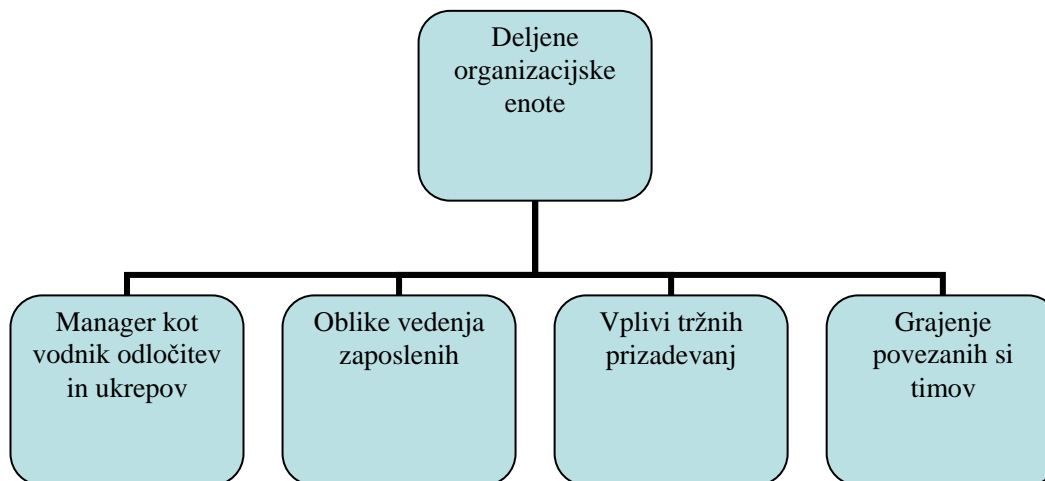 Deljene
organizacijske
enote
Manager kot
vodnik odločitev
in ukrepov
Oblike vedenja
zaposlenih
Vplivi tržnih
prizadevanj
Grajenje
povezanih si
timov